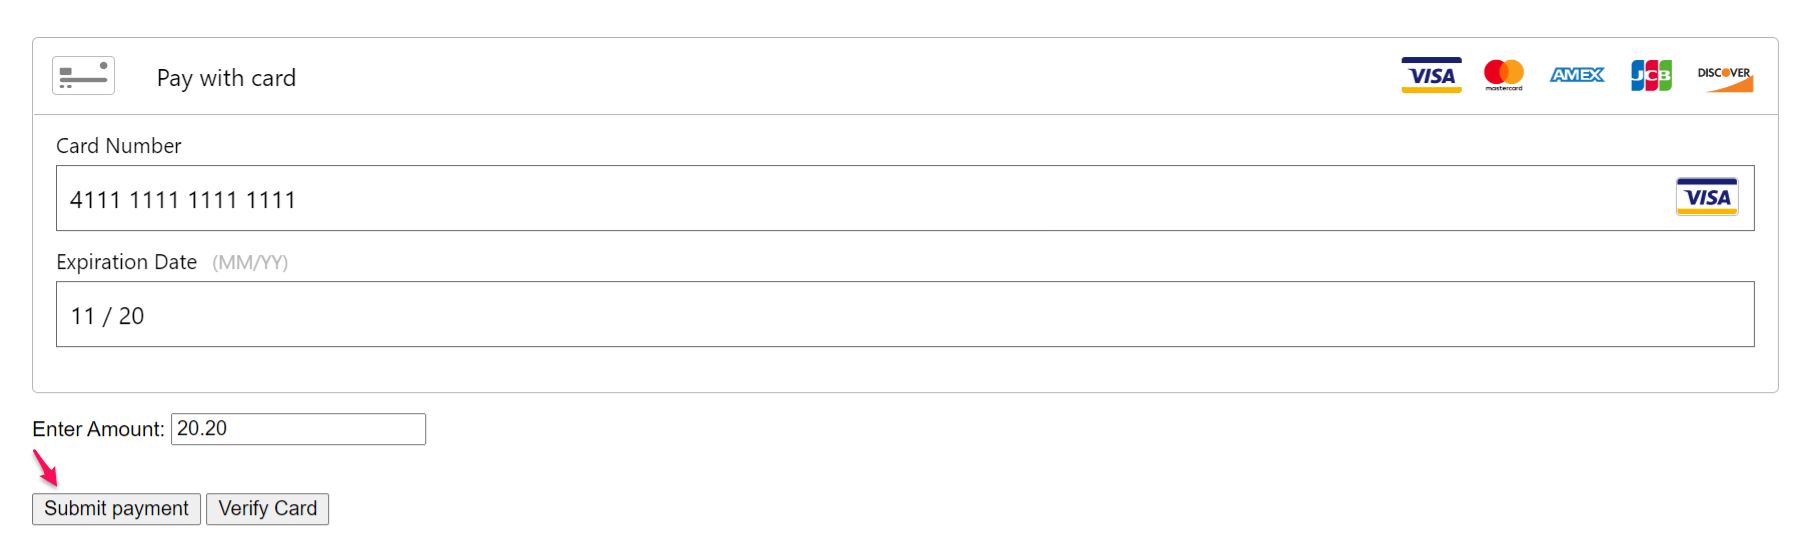 Pay with card VISA mastercard AMEX JCB DISCOVER
Card Number
4111 1111 1111 1111 VISA
Expiration Date (MM/YY)
11 / 20
Enter Amount: 20.20
Submit payment Verify Card